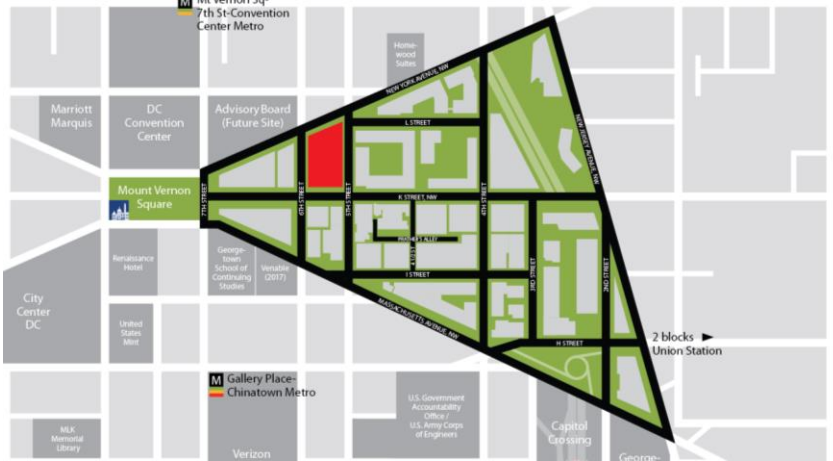 M Mt Vernon Sq-
7th St-Convention
Center Metro
Home-
wood
Suites
NEW YORK AVENUE, NW
Marriott
Marquis
DC
Convention
Center
Advisory Board
(Future Site)
L STREET
NEW JERSEY AVENUE, NW
Mount Vernon
Square
7TH STREET
6TH STREET
5TH STREET
4TH STREET
K STREET, NW
PRATHER'S ALLEY
I STREET
3RD STREET
2ND STREET
Renaissance
Hotel
George-
town
School of
Continuing
Studies
Venable
(2017)
City
Center
DC
United
States
Mint
MASSACHUSETTS AVENUE, NW
H STREET
2 blocks
Union Station
M Gallery Place-
Chinatown Metro
U.S. Government
Accountability
Office /
U.S. Army Corps
of Engineers
MLK
Memorial
Library
Verizon
Capitol
Crossing
George-